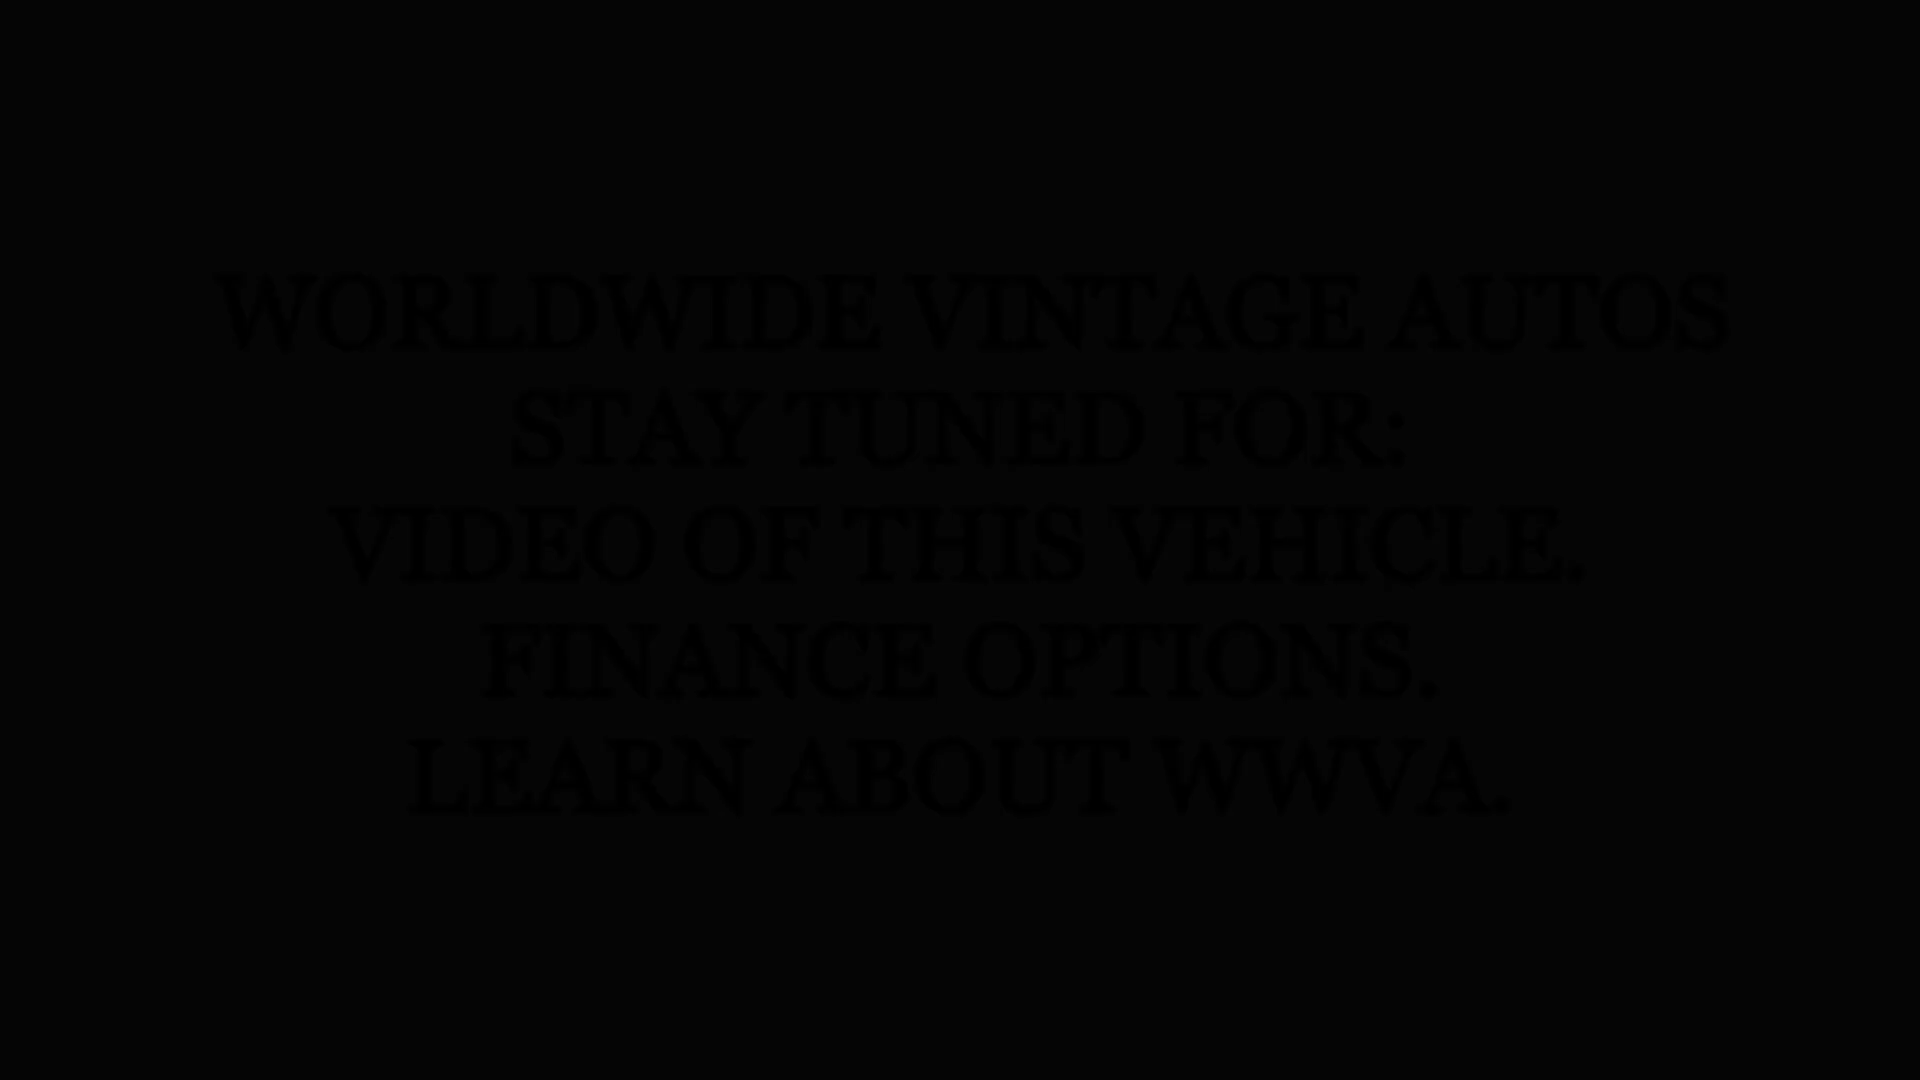 WORLDWIDE VINTAGE AUTOS
STAY TUNED FOR:
VIDEO OF THIS VEHICLE.
FINANCE OPTIONS.
LEARN ABOUT WWVA.